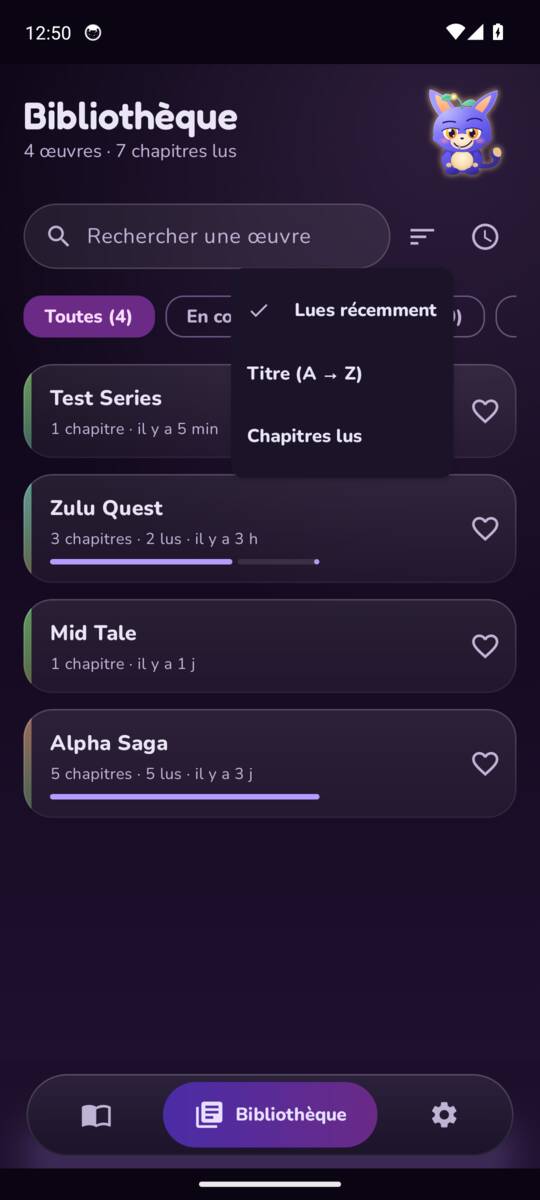 12:50
Bibliothèque
4 œuvres · 7 chapitres lus
Rechercher une œuvre
Toutes (4)
En co
)
Lues récemment
Titre (A → Z)
Chapitres lus
Test Series
1 chapitre · il y a 5 min
Zulu Quest
3 chapitres · 2 lus · il y a 3 h
Mid Tale
1 chapitre · il y a 1 j
Alpha Saga
5 chapitres · 5 lus · il y a 3 j
Bibliothèque